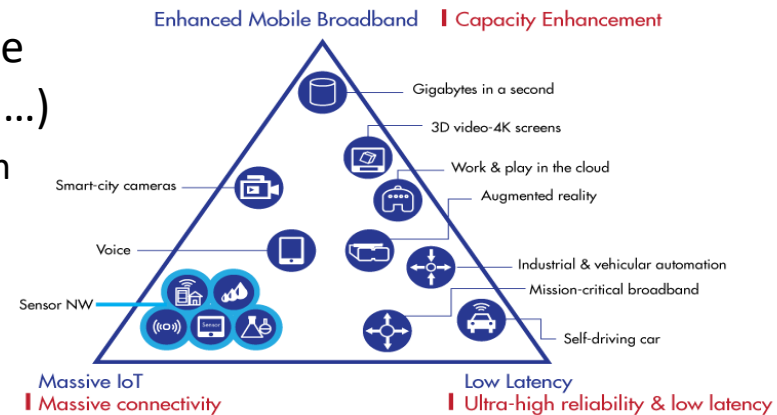 Enhanced Mobile Broadband
Capacity Enhancement
e
...)
n
Gigabytes in a second
3D video-4K screens
Work & play in the cloud
Smart-city cameras
Augmented reality
Voice
Industrial & vehicular automation
Mission-critical broadband
Sensor NW
Sensor
Self-driving car
Massive IoT
Massive connectivity
Low Latency
Ultra-high reliability & low latency